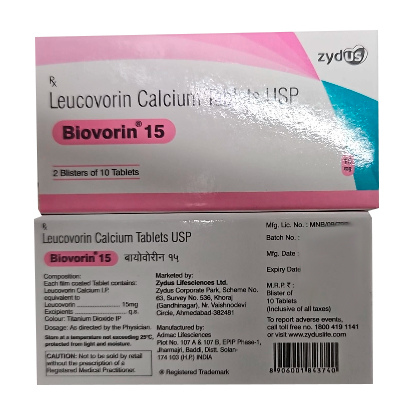 zydus
Rx
Leucovorin Calcium Tablets USP
Biovorin® 15
2 Blisters of 10 Tablets
Rx
Leucovorin Calcium Tablets USP
Biovorin® 15 बायोवोरीन १५
Composition:
Each film coated Tablet contains:
Leucovorin Calcium I.P.
equivalent to
Leucovorin ............. 15mg
Excipients ............. q.s.
Colour: Titanium Dioxide IP
Dosage: As directed by the Physician.
Store at a temperature not exceeding 25°C, protected from light and moisture.
CAUTION: Not to be sold by retail
without the prescription of a
Registered Medical Practitioner.
Marketed by:
Zydus Lifesciences Ltd.
Zydus Corporate Park, Scheme No.
63, Survey No. 536, Khoraj
(Gandhinagar), Nr. Vaishnodevi
Circle, Ahmedabad-382481
Manufactured by:
Admac Lifesciences
Plot No. 107 A & 107 B, EPIP Phase-1,
Jharmajri, Baddi, Distt. Solan-
174 103 (H.P.) INDIA
® Registered Trademark
Mfg. Lic. No. : MNB/
Batch No. :
Mfg. Date :
Expiry Date
M.R.P. ₹ :
Blister of
10 Tablets
(Inclusive of all taxes)
To report adverse events,
call toll free no. 1800 419 1141
or visit www.zyduslife.com
8906001843740